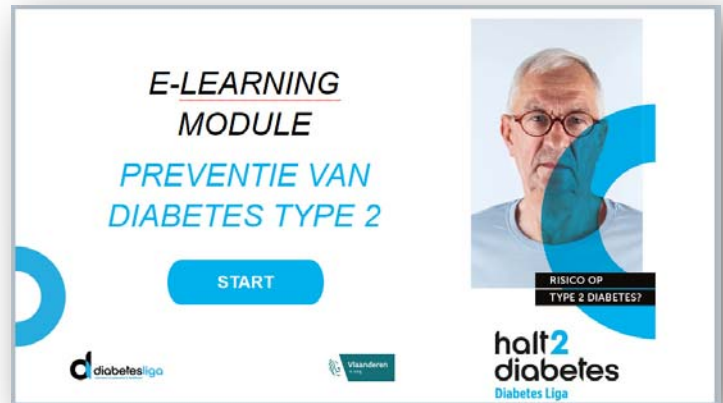 E-LEARNING
MODULE
PREVENTIE VAN
DIABETES TYPE 2
START
RISICO OP
TYPE 2 DIABETES?
diabetesliga
Vlaanderen
halt2
diabetes
Diabetes Liga